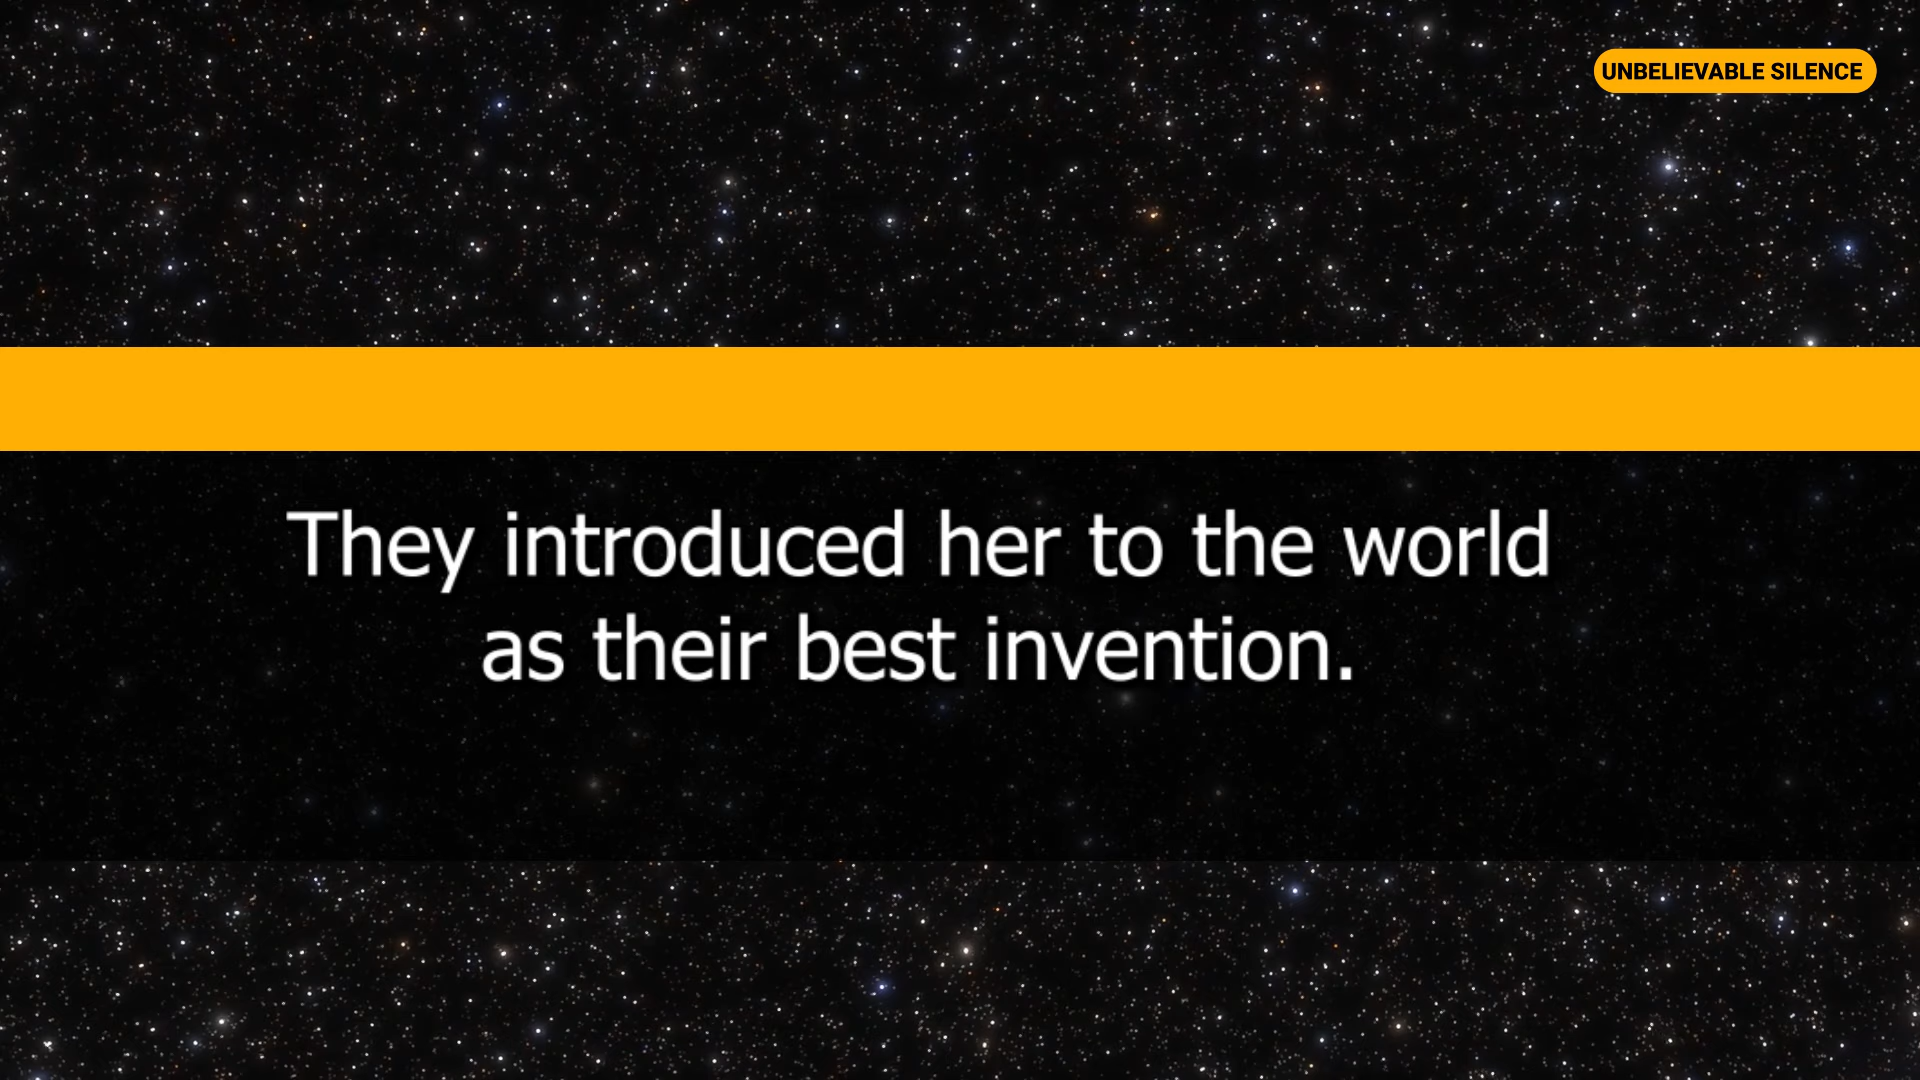 UNBELIEVABLE SILENCE
They introduced her to the world
as their best invention.